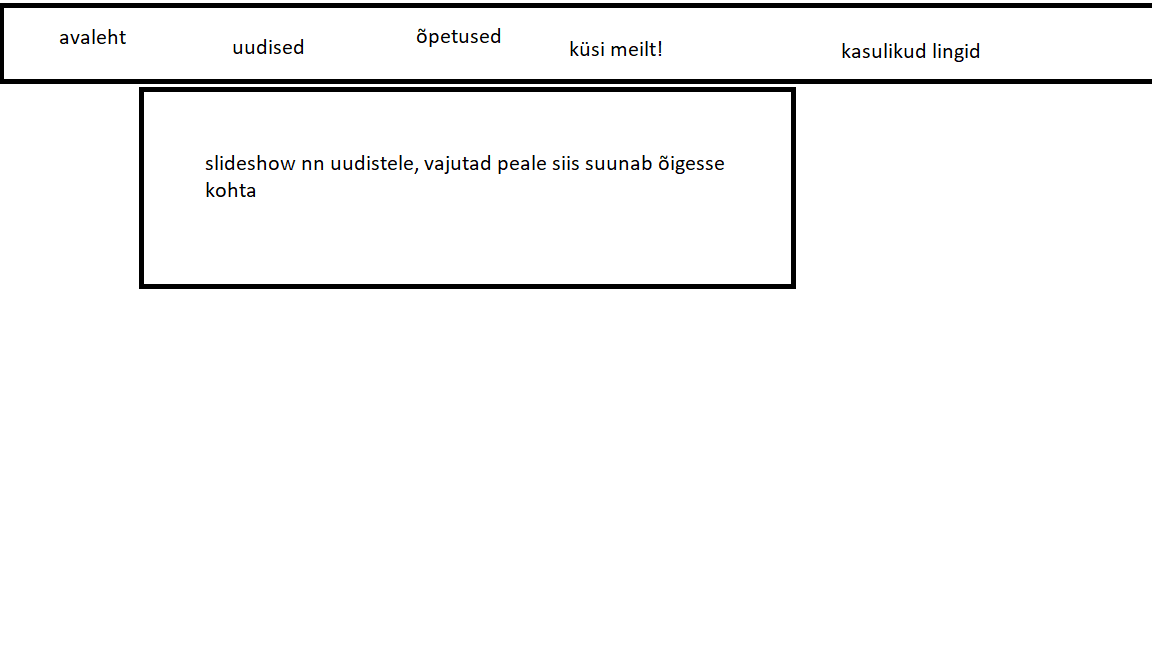 avaleht
uudised
õpetused
küsi meilt!
kasulikud lingid
slideshow nn uudistele, vajutad peale siis suunab õigesse
kohta